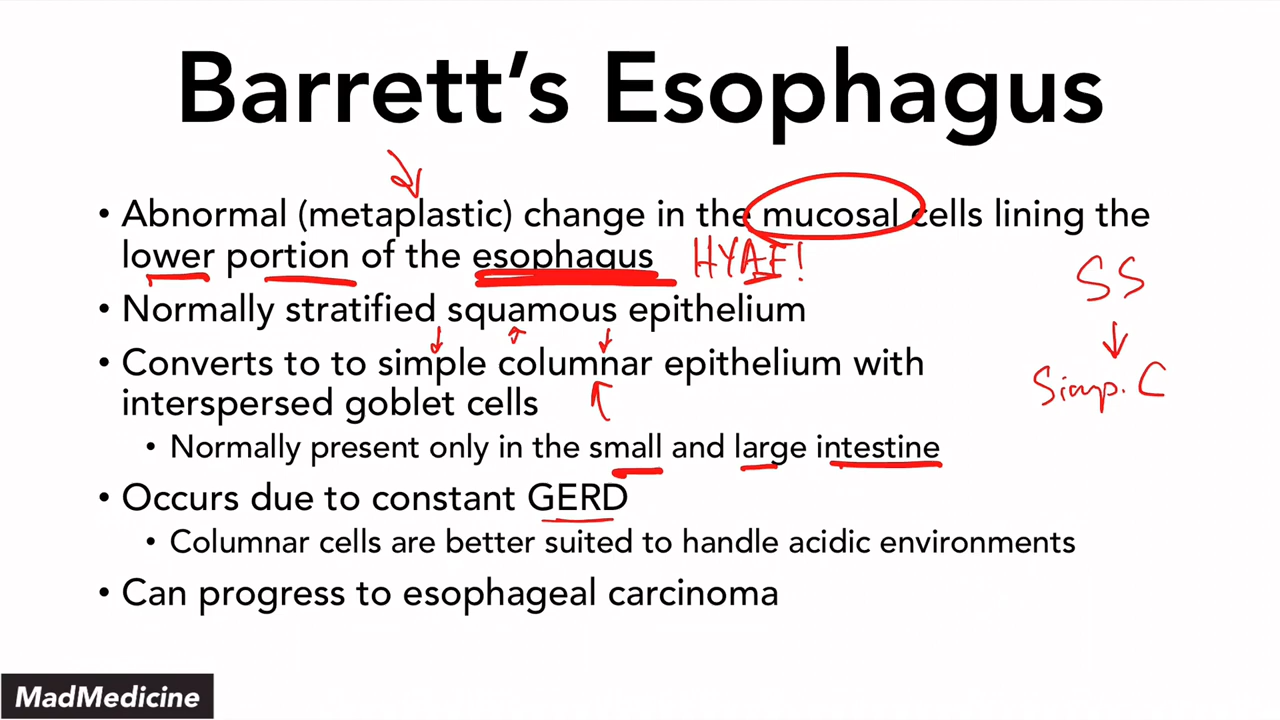 Barrett’s Esophagus
• Abnormal (metaplastic) change in the mucosal cells lining the
lower portion of the esophagus HYAF!
• Normally stratified squamous epithelium
SS
• Converts to to simple columnar epithelium with
interspersed goblet cells
Simp. C
• Normally present only in the small and large intestine
• Occurs due to constant GERD
• Columnar cells are better suited to handle acidic environments
• Can progress to esophageal carcinoma
MadMedicine